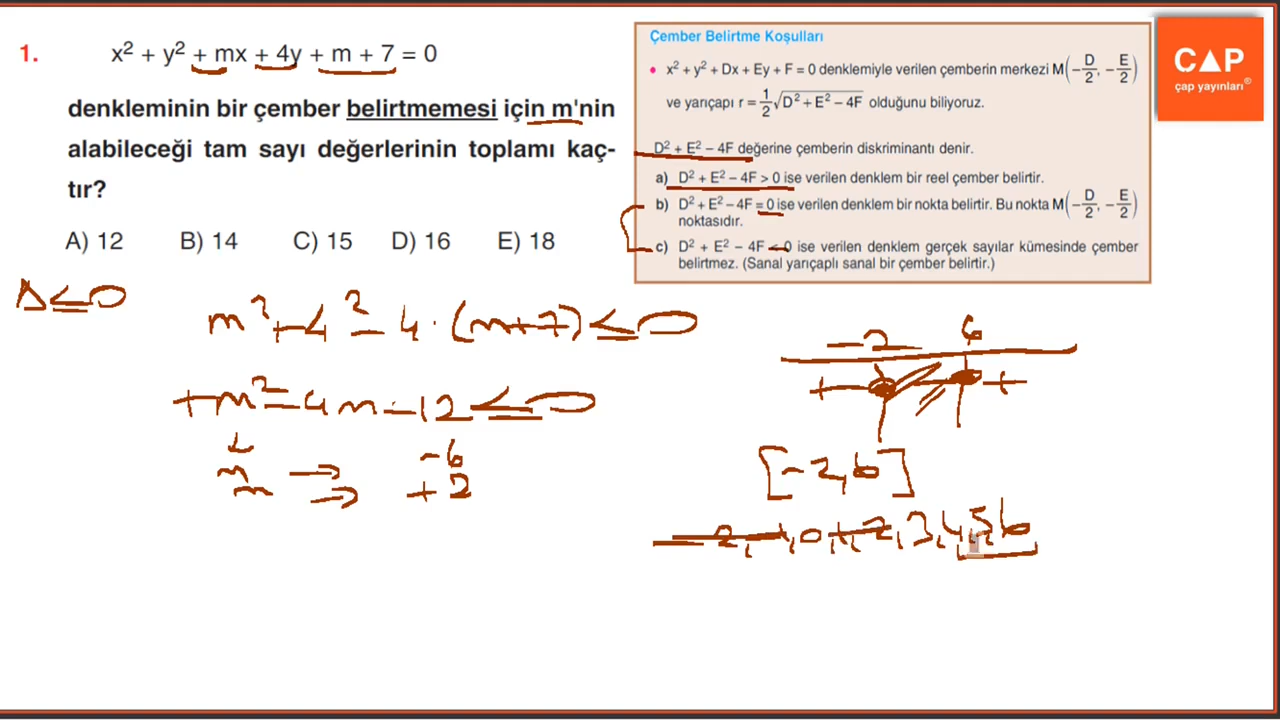 1. x² + y² + mx + 4y + m + 7 = 0
denkleminin bir çember belirtmemesi için m'nin
alabileceği tam sayı değerlerinin toplamı kaç-
tır?
A) 12 B) 14 C) 15 D) 16 E) 18
Çember Belirtme Koşulları
• x² + y² + Dx + Ey + F = 0 denklemiyle verilen çemberin merkezi M(-D/2, -E/2)
ve yarıçapı r = 1/2 √D² + E² – 4F olduğunu biliyoruz.
D² + E² – 4F değerine çemberin diskriminantı denir.
a) D² + E² – 4F > 0 ise verilen denklem bir reel çember belirtir.
b) D² + E² – 4F = 0 ise verilen denklem bir nokta belirtir. Bu nokta M(-D/2, -E/2)
noktasıdır.
c) D² + E² – 4F < 0 ise verilen denklem gerçek sayılar kümesinde çember
belirtmez. (Sanal yarıçaplı sanal bir çember belirtir.)
ÇAP
çap yayınları®
Δ ≤ 0
m² + 4² – 4 · (m+7) ≤ 0
+m² – 4m – 12 ≤ 0
m → -6
m → +2
-2 6
+ - +
[-2, 6]
-2, -1, 0, 1, 2, 3, 4, 5, 6